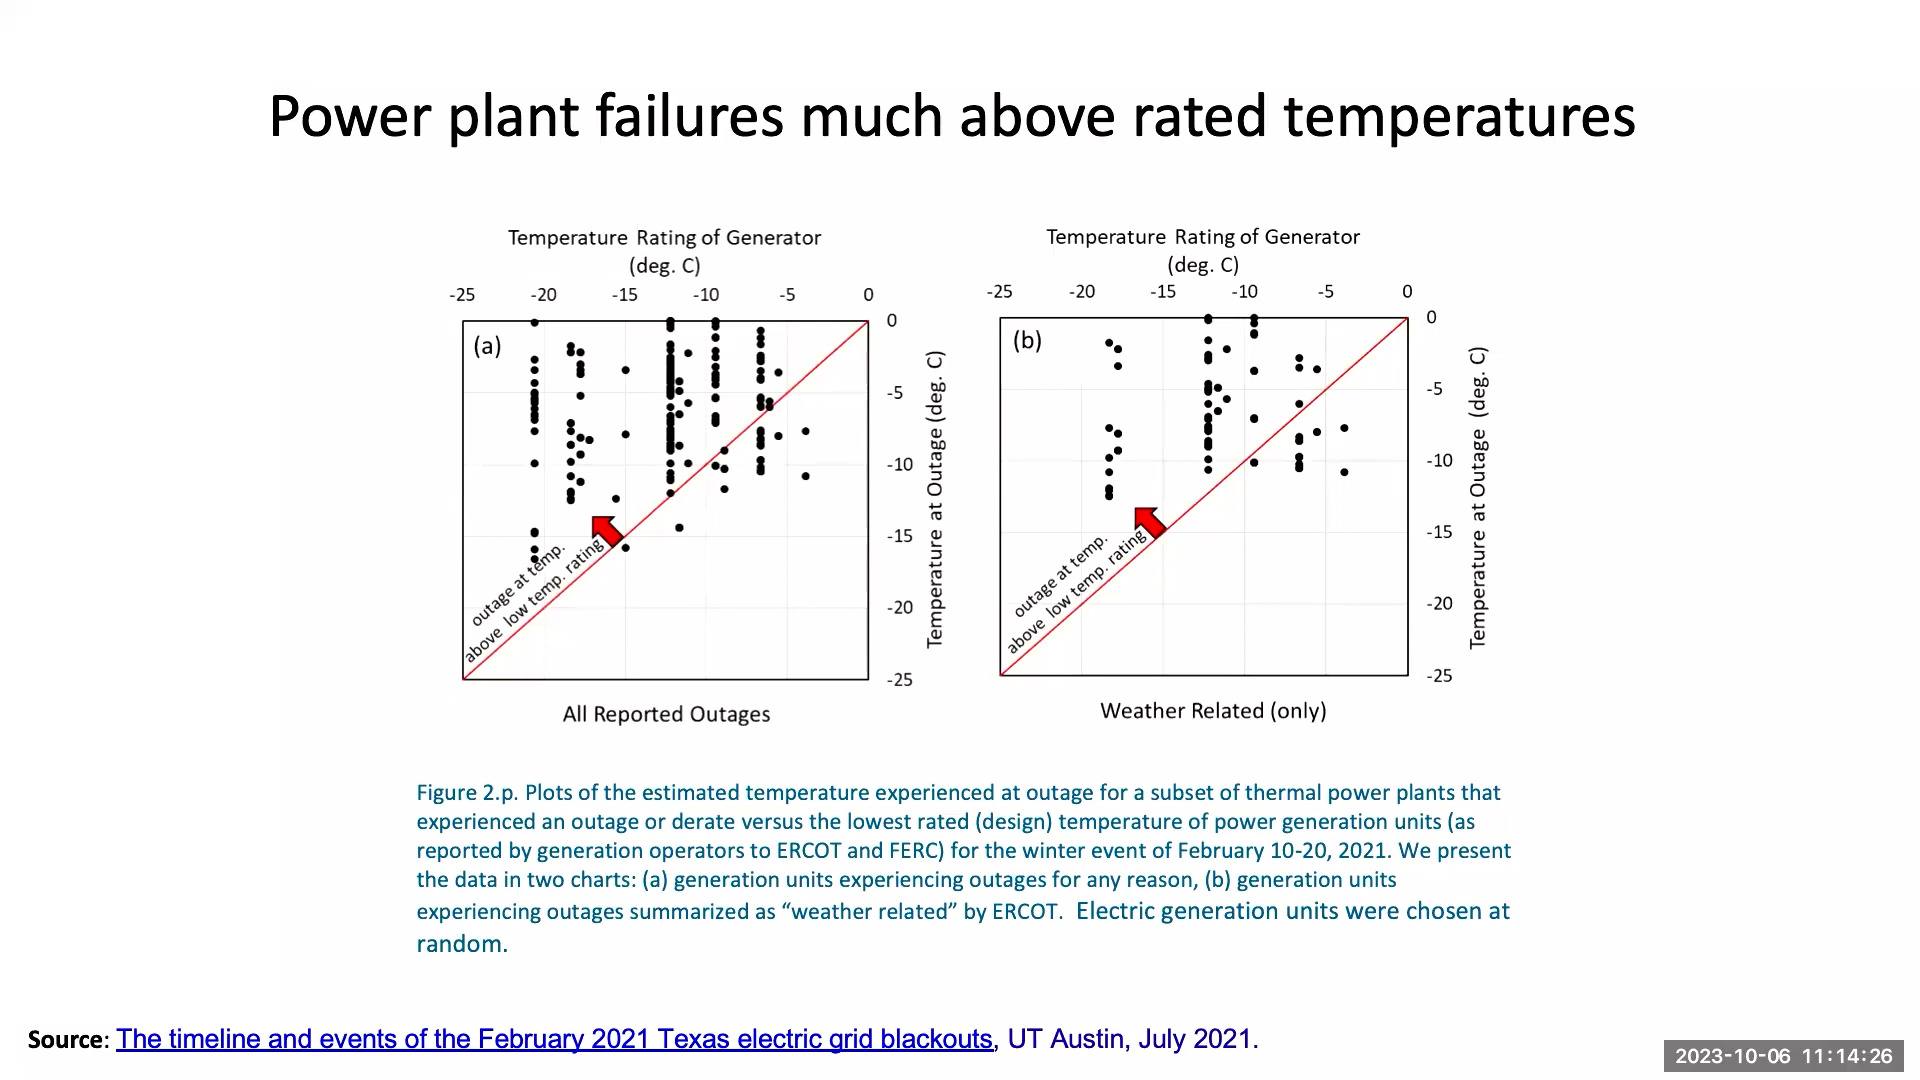 Power plant failures much above rated temperatures
Temperature Rating of Generator
(deg. C)
-25 -20 -15 -10 -5 0
(a)
0
-5
-10
-15
-20
-25
Temperature at Outage (deg. C)
outage at temp.
above low temp. rating
All Reported Outages
Temperature Rating of Generator
(deg. C)
-25 -20 -15 -10 -5 0
(b)
0
-5
-10
-15
-20
-25
Temperature at Outage (deg. C)
outage at temp.
above low temp. rating
Weather Related (only)
Figure 2.p. Plots of the estimated temperature experienced at outage for a subset of thermal power plants that
experienced an outage or derate versus the lowest rated (design) temperature of power generation units (as
reported by generation operators to ERCOT and FERC) for the winter event of February 10-20, 2021. We present
the data in two charts: (a) generation units experiencing outages for any reason, (b) generation units
experiencing outages summarized as “weather related” by ERCOT. Electric generation units were chosen at
random.
Source: The timeline and events of the February 2021 Texas electric grid blackouts, UT Austin, July 2021.
2023-10-06 11:14:26